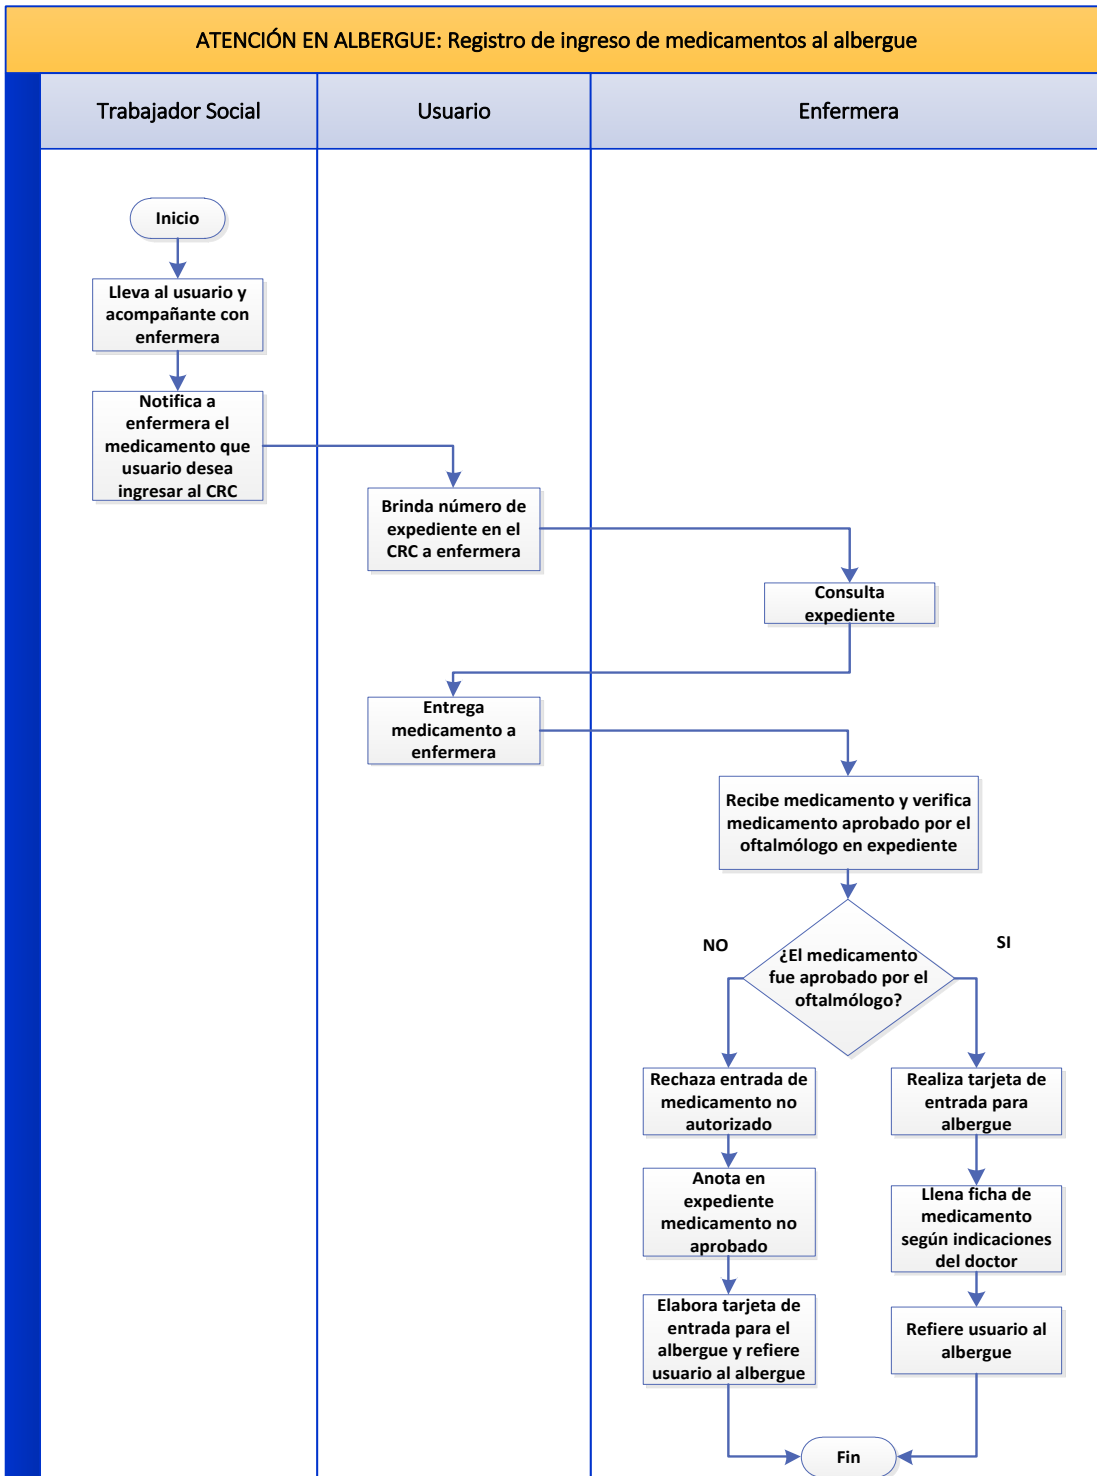 ATENCIÓN EN ALBERGUE: Registro de ingreso de medicamentos al albergue
Trabajador Social
Usuario
Enfermera
Inicio
Lleva al usuario y
acompañante con
enfermera
Notifica a
enfermera el
medicamento que
usuario desea
ingresar al CRC
Brinda número de
expediente en el
CRC a enfermera
Consulta
expediente
Entrega
medicamento a
enfermera
Recibe medicamento y verifica
medicamento aprobado por el
oftalmólogo en expediente
¿El medicamento
fue aprobado por el
oftalmólogo?
NO
SI
Rechaza entrada de
medicamento no
autorizado
Anota en
expediente
medicamento no
aprobado
Elabora tarjeta de
entrada para el
albergue y refiere
usuario al albergue
Realiza tarjeta de
entrada para
albergue
Llena ficha de
medicamento
según indicaciones
del doctor
Refiere usuario al
albergue
Fin